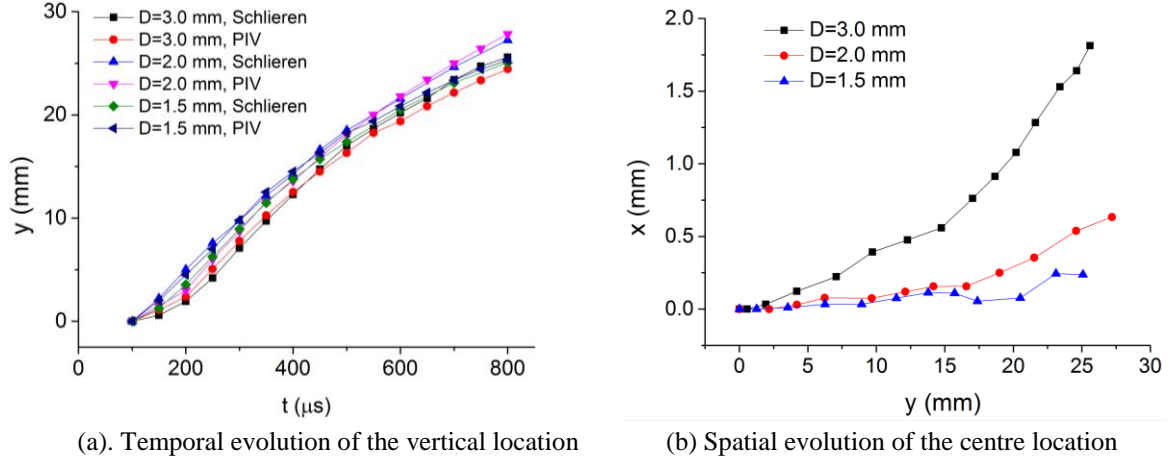 30
20
10
0
y (mm)
D=3.0 mm, Schlieren
D=3.0 mm, PIV
D=2.0 mm, Schlieren
D=2.0 mm, PIV
D=1.5 mm, Schlieren
D=1.5 mm, PIV
0 200 400 600 800
t (μs)
(a). Temporal evolution of the vertical location
2.0
1.5
1.0
0.5
0.0
x (mm)
D=3.0 mm
D=2.0 mm
D=1.5 mm
0 5 10 15 20 25 30
y (mm)
(b) Spatial evolution of the centre location